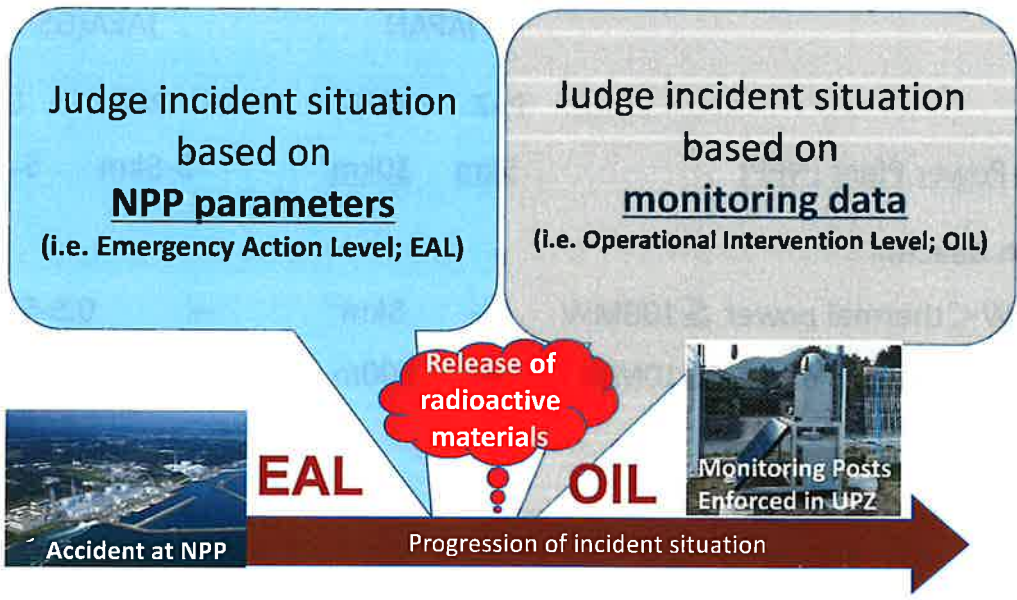 Judge incident situation
based on
NPP parameters
(i.e. Emergency Action Level; EAL)
Judge incident situation
based on
monitoring data
(i.e. Operational Intervention Level; OIL)
Release of
radioactive
materials
EAL
OIL
Monitoring Posts
Enforced in UPZ
Accident at NPP
Progression of incident situation